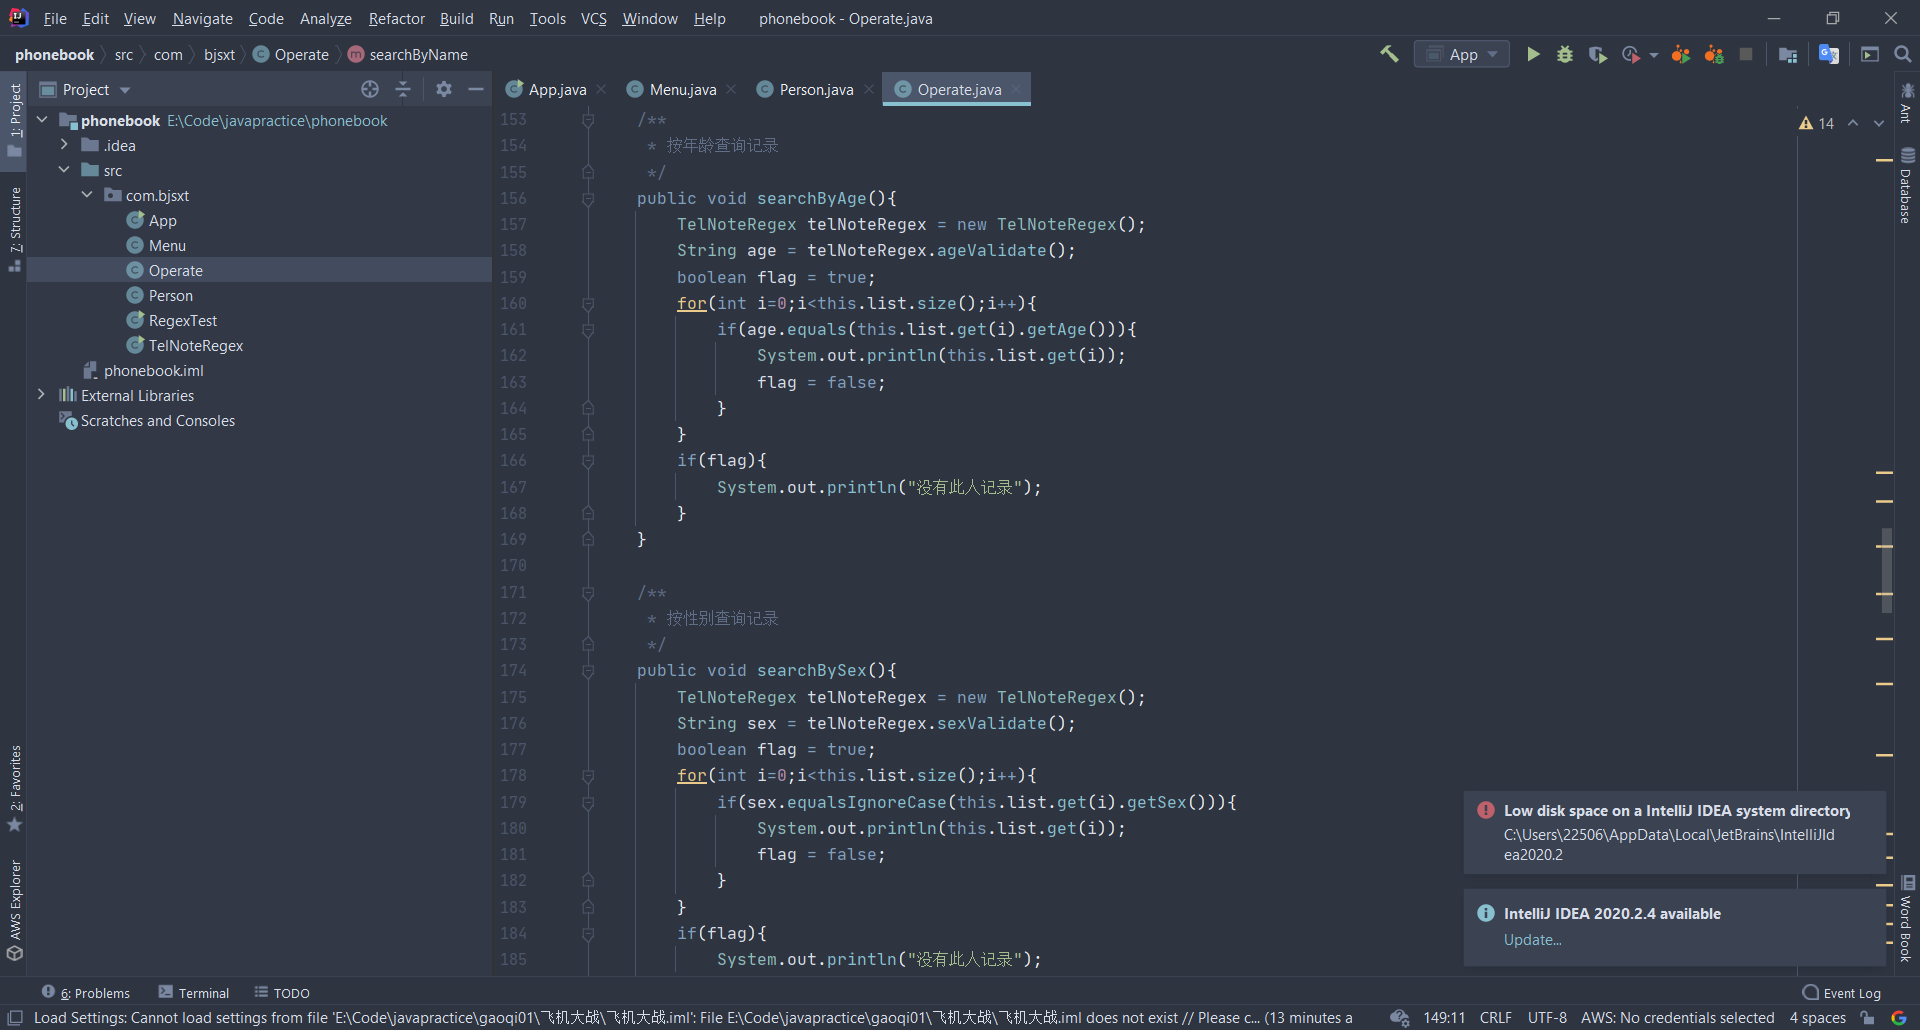 File Edit View Navigate Code Analyze Refactor Build Run Tools VCS Window Help phonebook - Operate.java
phonebook src com bjsxt Operate searchByName App
1: Project
7: Structure
2: Favorites
AWS Explorer
Project
phonebook E:\Code\javapractice\phonebook
.idea
src
com.bjsxt
App
Menu
Operate
Person
RegexTest
TelNoteRegex
phonebook.iml
External Libraries
Scratches and Consoles
App.java Menu.java Person.java Operate.java
14
153 /**
154 * 按年龄查询记录
155 */
156 public void searchByAge(){
157 TelNoteRegex telNoteRegex = new TelNoteRegex();
158 String age = telNoteRegex.ageValidate();
159 boolean flag = true;
160 for(int i=0;i<this.list.size();i++){
161 if(age.equals(this.list.get(i).getAge())){
162 System.out.println(this.list.get(i));
163 flag = false;
164 }
165 }
166 if(flag){
167 System.out.println("没有此人记录");
168 }
169 }
170
171 /**
172 * 按性别查询记录
173 */
174 public void searchBySex(){
175 TelNoteRegex telNoteRegex = new TelNoteRegex();
176 String sex = telNoteRegex.sexValidate();
177 boolean flag = true;
178 for(int i=0;i<this.list.size();i++){
179 if(sex.equalsIgnoreCase(this.list.get(i).getSex())){
180 System.out.println(this.list.get(i));
181 flag = false;
182 }
183 }
184 if(flag){
185 System.out.println("没有此人记录");
Ant
Database
Word Book
Low disk space on a IntelliJ IDEA system directory
C:\Users\22506\AppData\Local\JetBrains\IntelliJId
ea2020.2
IntelliJ IDEA 2020.2.4 available
Update...
6: Problems Terminal TODO Event Log
Load Settings: Cannot load settings from file 'E:\Code\javapractice\gaoqi01\飞机大战\飞机大战.iml': File E:\Code\javapractice\gaoqi01\飞机大战\飞机大战.iml does not exist // Please c... (13 minutes a 149:11 CRLF UTF-8 AWS: No credentials selected 4 spaces